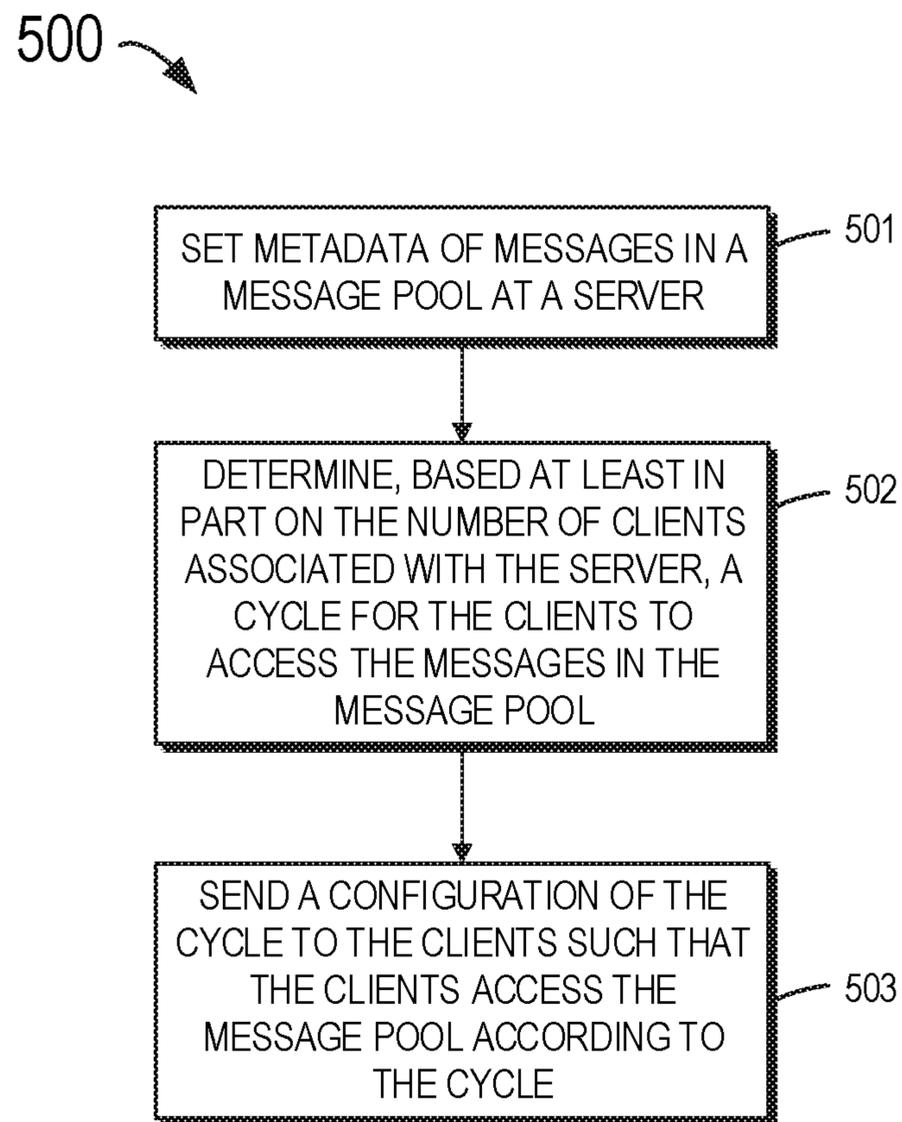 500
SET METADATA OF MESSAGES IN A
MESSAGE POOL AT A SERVER
501
DETERMINE, BASED AT LEAST IN
PART ON THE NUMBER OF CLIENTS
ASSOCIATED WITH THE SERVER, A
CYCLE FOR THE CLIENTS TO
ACCESS THE MESSAGES IN THE
MESSAGE POOL
502
SEND A CONFIGURATION OF THE
CYCLE TO THE CLIENTS SUCH THAT
THE CLIENTS ACCESS THE
MESSAGE POOL ACCORDING TO
THE CYCLE
503